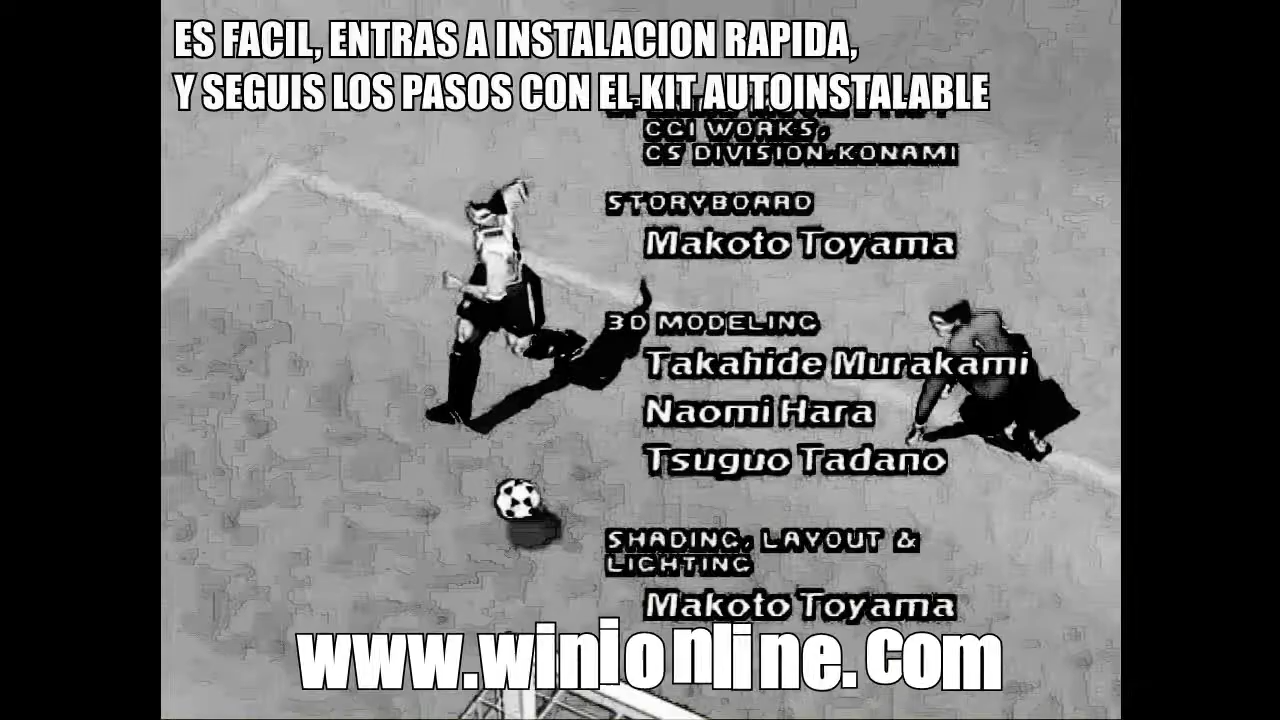 ES FACIL, ENTRAS A INSTALACION RAPIDA,
Y SEGUIS LOS PASOS CON EL KIT AUTOINSTALABLE
CGI WORKS,
CS DIVISION.KONAMI
STORYBOARD
Makoto Toyama
3D MODELING
Takahide Murakami
Naomi Hara
Tsuguo Tadano
SHADING, LAYOUT &
LIGHTING
Makoto Toyama
www.winionline.com